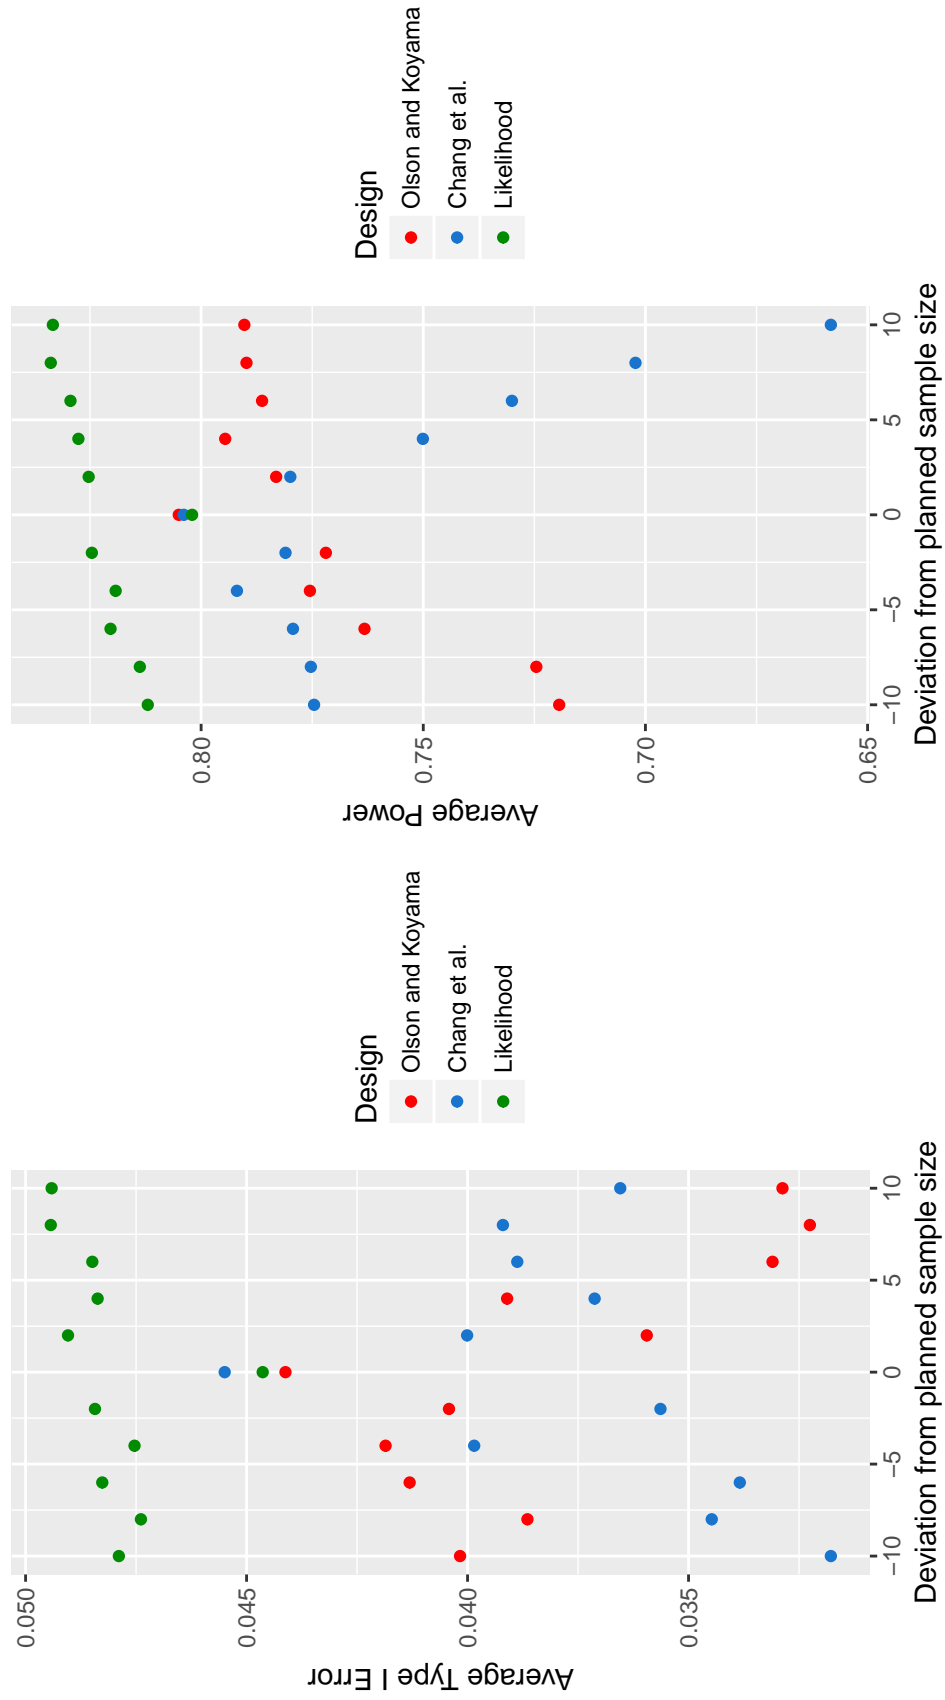 0.050
0.045
0.040
0.035
Average Type I Error
−10
−5
0
5
10
Deviation from planned sample size
Design
Olson and Koyama
Chang et al.
Likelihood
0.80
0.75
0.70
0.65
Average Power
−10
−5
0
5
10
Deviation from planned sample size
Design
Olson and Koyama
Chang et al.
Likelihood